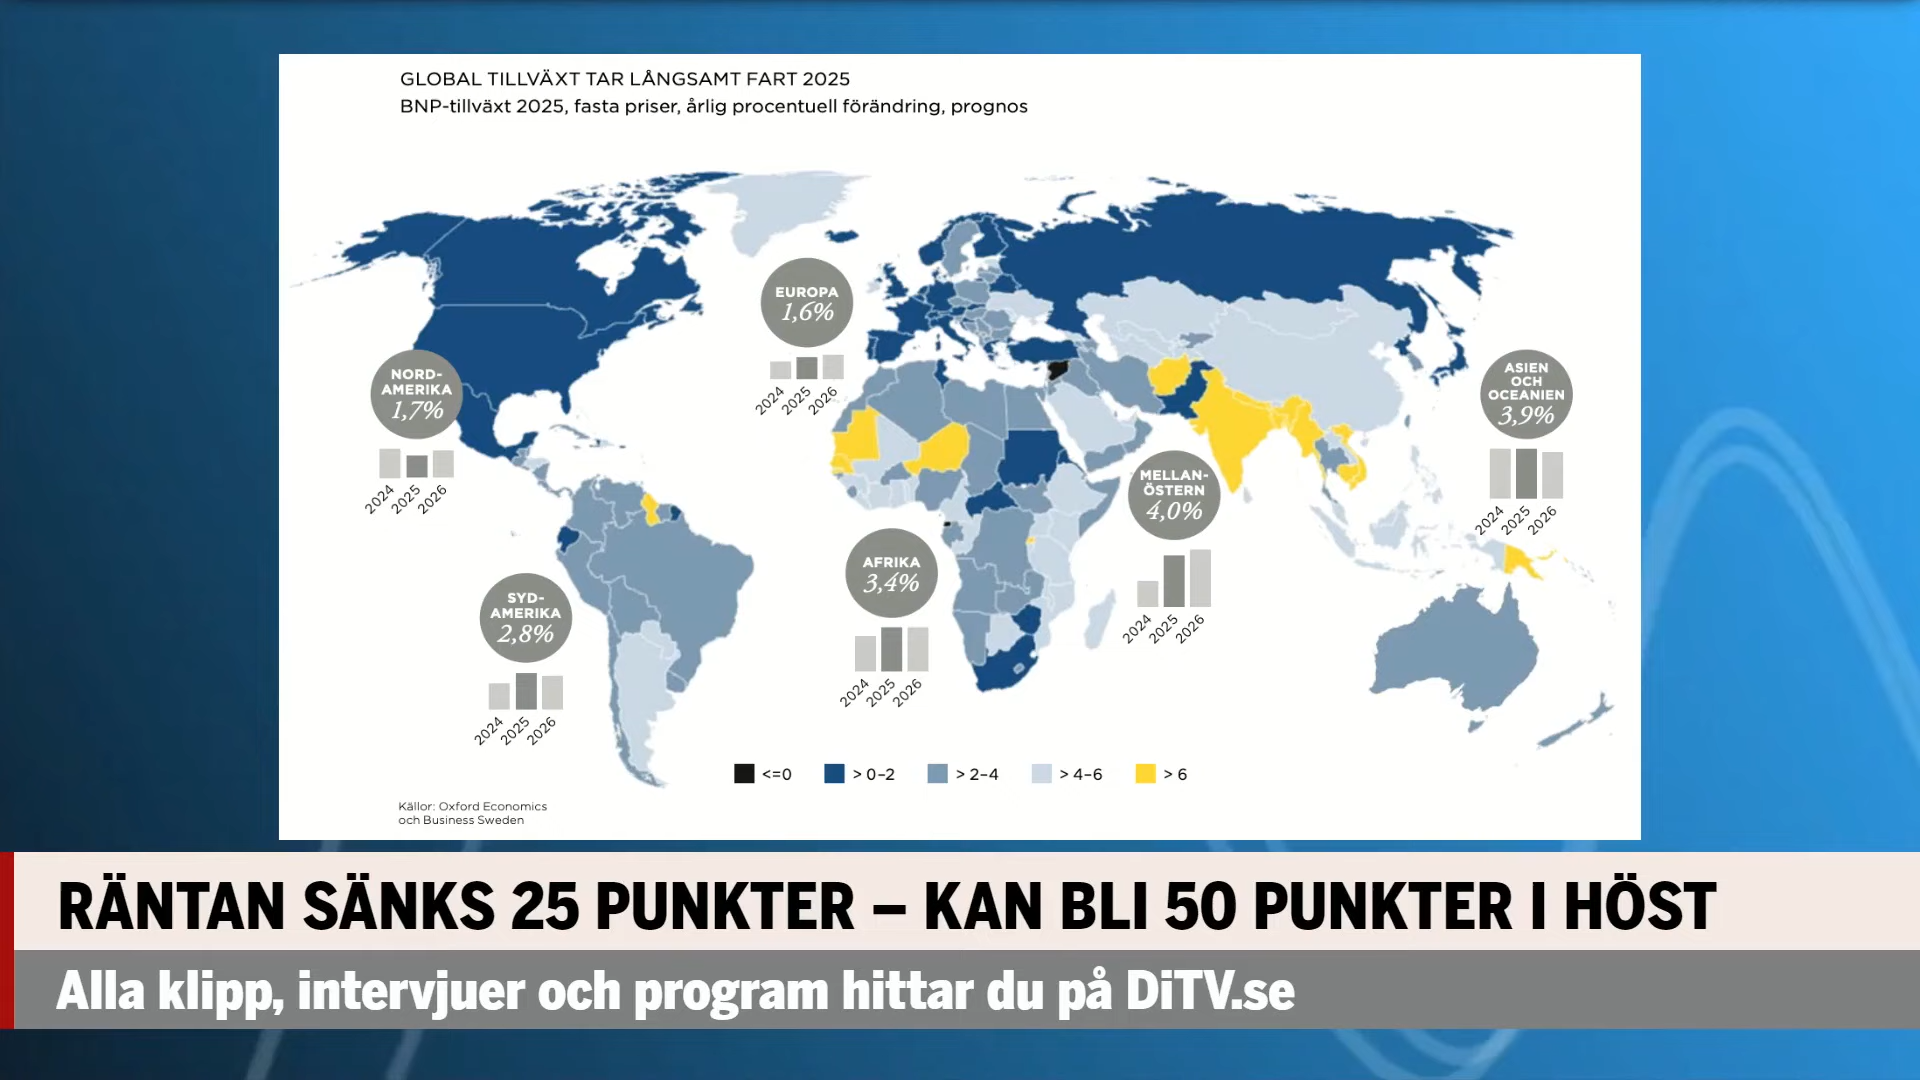 GLOBAL TILLVÄXT TAR LÅNGSAMT FART 2025
BNP-tillväxt 2025, fasta priser, årlig procentuell förändring, prognos
EUROPA
1,6%
2024
2025
2026
NORD-
AMERIKA
1,7%
2024
2025
2026
ASIEN
OCH
OCEANIEN
3,9%
2024
2025
2026
MELLAN-
ÖSTERN
4,0%
2024
2025
2026
AFRIKA
3,4%
2024
2025
2026
SYD-
AMERIKA
2,8%
2024
2025
2026
<=0
> 0–2
> 2–4
> 4–6
> 6
Källor: Oxford Economics
och Business Sweden
RÄNTAN SÄNKS 25 PUNKTER – KAN BLI 50 PUNKTER I HÖST
Alla klipp, intervjuer och program hittar du på DiTV.se